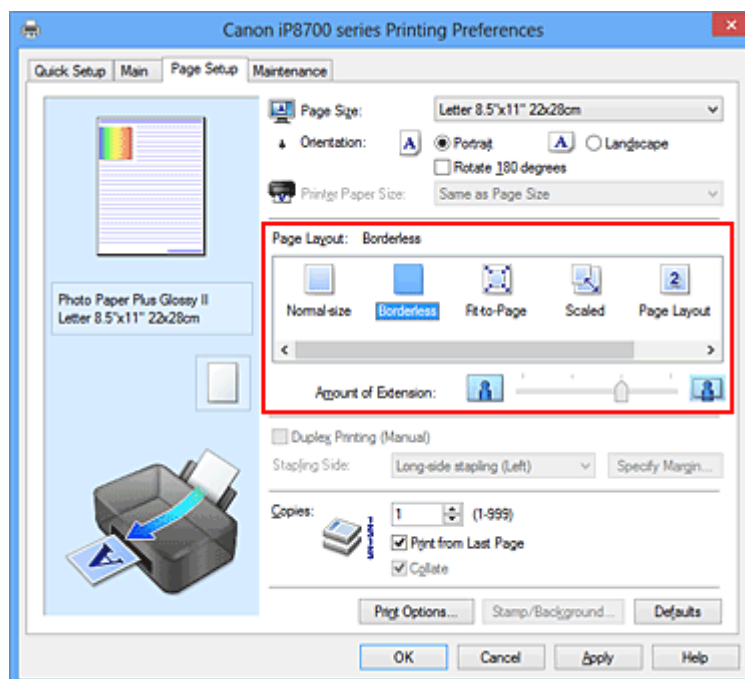 Canon iP8700 series Printing Preferences
Quick Setup Main Page Setup Maintenance
Page Size: Letter 8.5"x11" 22x28cm
Orientation: A Portrait A Landscape
Rotate 180 degrees
Printer Paper Size: Same as Page Size
Page Layout: Borderless
2
Normal-size Borderless Fit-to-Page Scaled Page Layout
Photo Paper Plus Glossy II
Letter 8.5"x11" 22x28cm
Amount of Extension:
Duplex Printing (Manual)
Stapling Side: Long-side stapling (Left) Specify Margin...
Copies: 1 (1-999)
Print from Last Page
Collate
A
Print Options... Stamp/Background... Defaults
OK Cancel Apply Help